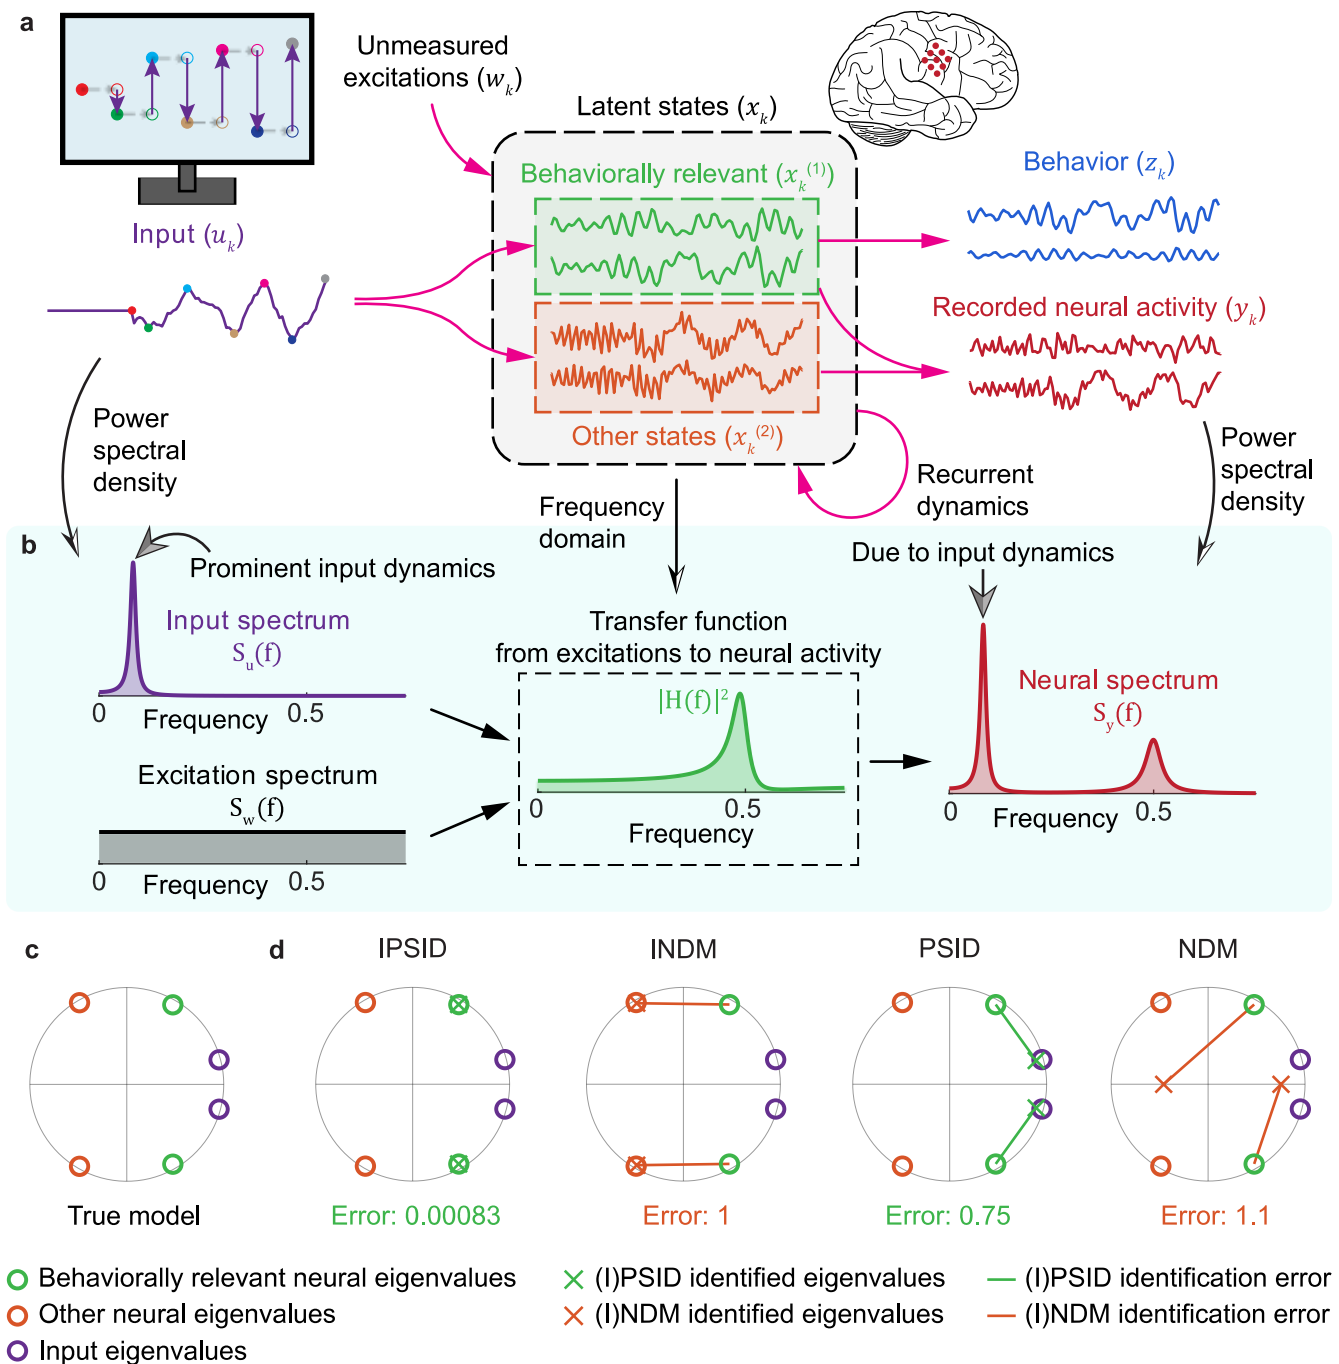 a
Unmeasured
excitations (w_k)
Latent states (x_k)
Behaviorally relevant (x_k^(1))
Behavior (z_k)
Input (u_k)
Recorded neural activity (y_k)
Other states (x_k^(2))
Power
spectral
density
Frequency
domain
Recurrent
dynamics
Power
spectral
density
b
Prominent input dynamics
Due to input dynamics
Input spectrum
S_u(f)
0
0.5
Frequency
Transfer function
from excitations to neural activity
|H(f)|²
0
0.5
Frequency
Neural spectrum
S_y(f)
0
0.5
Frequency
Excitation spectrum
S_w(f)
0
0.5
Frequency
c
d
IPSID
INDM
PSID
NDM
True model
Error: 0.00083
Error: 1
Error: 0.75
Error: 1.1
Behaviorally relevant neural eigenvalues
(I)PSID identified eigenvalues
(I)PSID identification error
Other neural eigenvalues
(I)NDM identified eigenvalues
(I)NDM identification error
Input eigenvalues